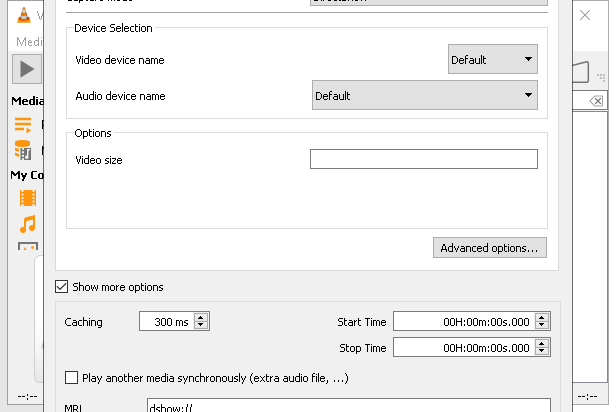 Device Selection
Video device name
Default
Audio device name
Default
Options
Video size
Advanced options...
Show more options
Caching
300 ms
Start Time
00H:00m:00s.000
Stop Time
00H:00m:00s.000
Play another media synchronously (extra audio file, ...)
MRL
dshow://
Medi
Media
My Co
--:--
--:--